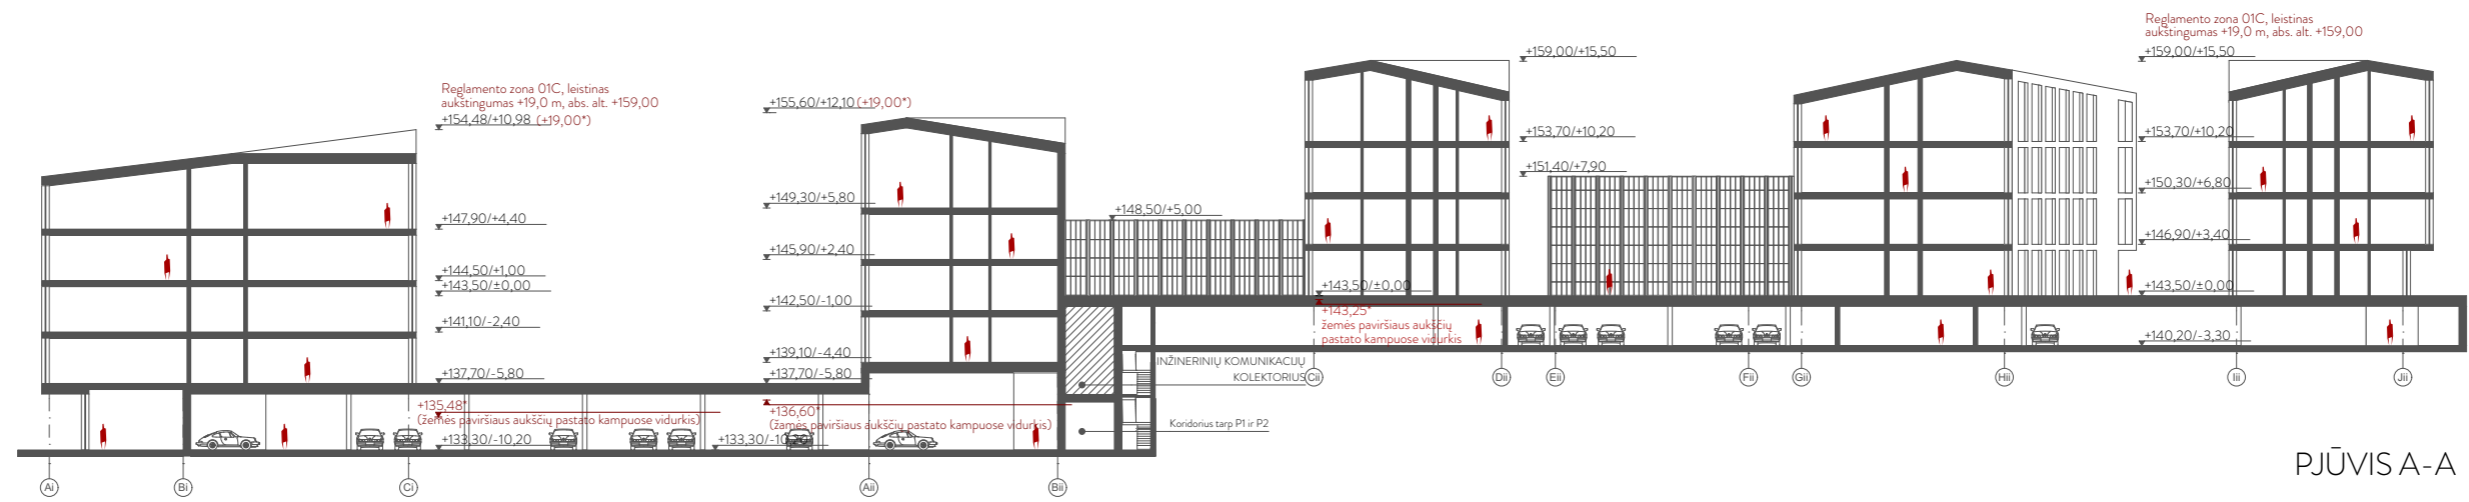 Reglamento zona 01C, leistinas
aukštingumas +19,0 m, abs. alt. +159,00
+154,48/+10,98 (+19,00*)
+147,90/+4,40
+144,50/+1,00
+143,50/±0,00
+141,10/-2,40
+137,70/-5,80
+135,48*
(žemės paviršiaus aukščių pastato kampuose vidurkis)
+133,30/-10,20
+155,60/+12,10 (+19,00*)
+149,30/+5,80
+145,90/+2,40
+142,50/-1,00
+139,10/-4,40
+137,70/-5,80
+136,60*
(žamės paviršiaus aukščių pastato kampuose vidurkis)
+133,30/-10,20
+148,50/+5,00
+143,50/±0,00
+143,25*
žemės paviršiaus aukščių
pastato kampuose vidurkis
INŽINERINIŲ KOMUNIKACIJŲ
KOLEKTORIUS
Koridorius tarp P1 ir P2
+159,00/+15,50
+153,70/+10,20
+151,40/+7,90
Reglamento zona 01C, leistinas
aukštingumas +19,0 m, abs. alt. +159,00
+159,00/+15,50
+153,70/+10,20
+150,30/+6,80
+146,90/+3,40
+143,50/±0,00
+140,20/-3,30
Cii Dii Eii Fii Gii Hii Iii Jii
Ai Bi Ci Aii Bii
PJŪVIS A-A